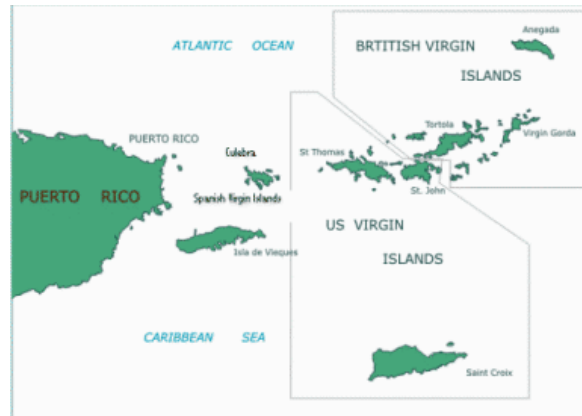 Anegada
ATLANTIC OCEAN
BRTITISH VIRGIN
ISLANDS
Tortola
Virgin Gorda
PUERTO RICO
Culebra
St Thomas
St. John
PUERTO RICO
Spanish Virgin Islands
US VIRGIN
Isla de Vieques
ISLANDS
CARIBBEAN SEA
Saint Croix